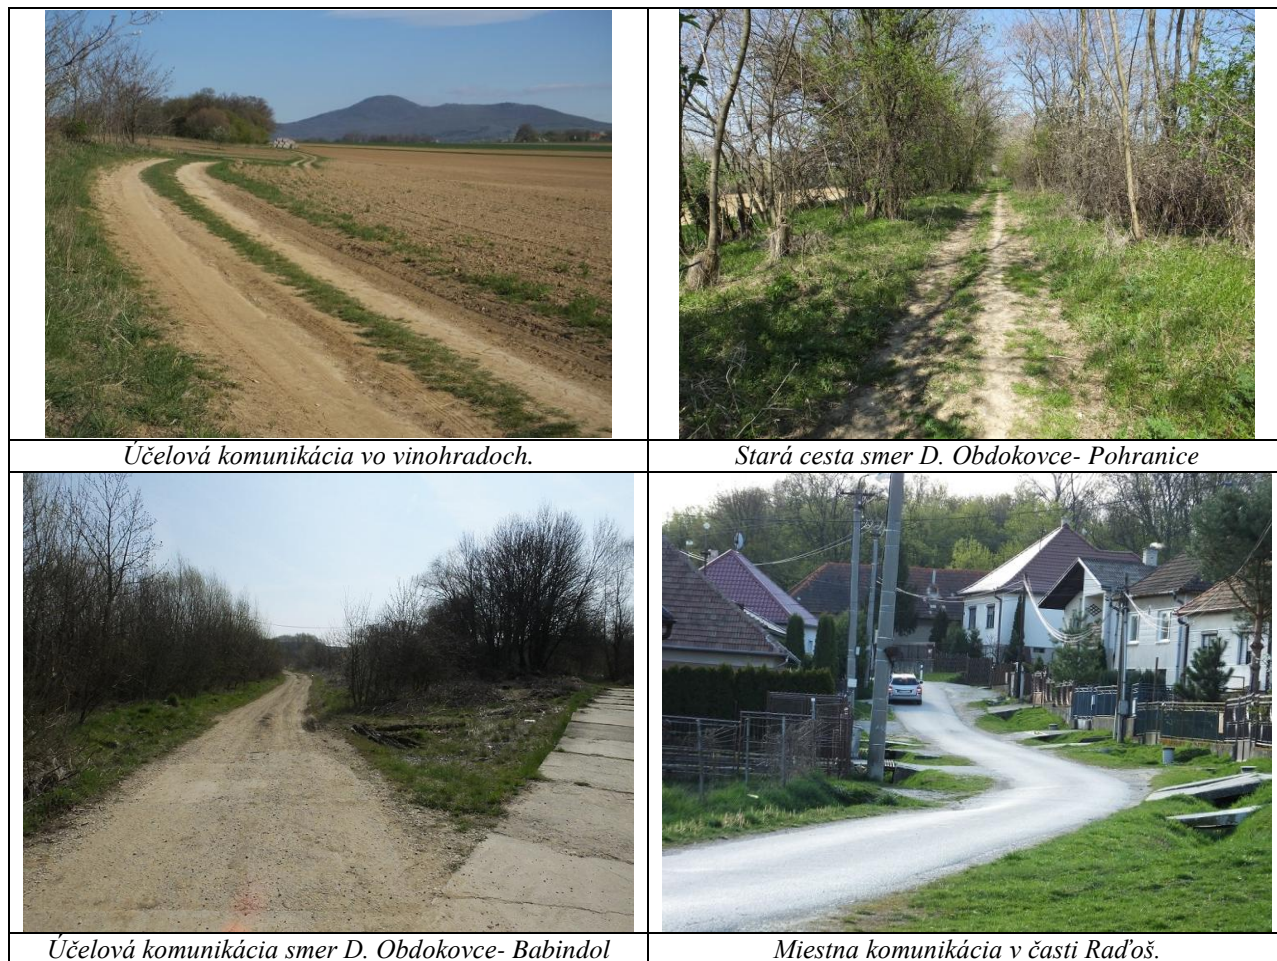 Účelová komunikácia vo vinohradoch.
Stará cesta smer D. Obdokovce- Pohranice
Účelová komunikácia smer D. Obdokovce- Babindol
Miestna komunikácia v časti Raďoš.